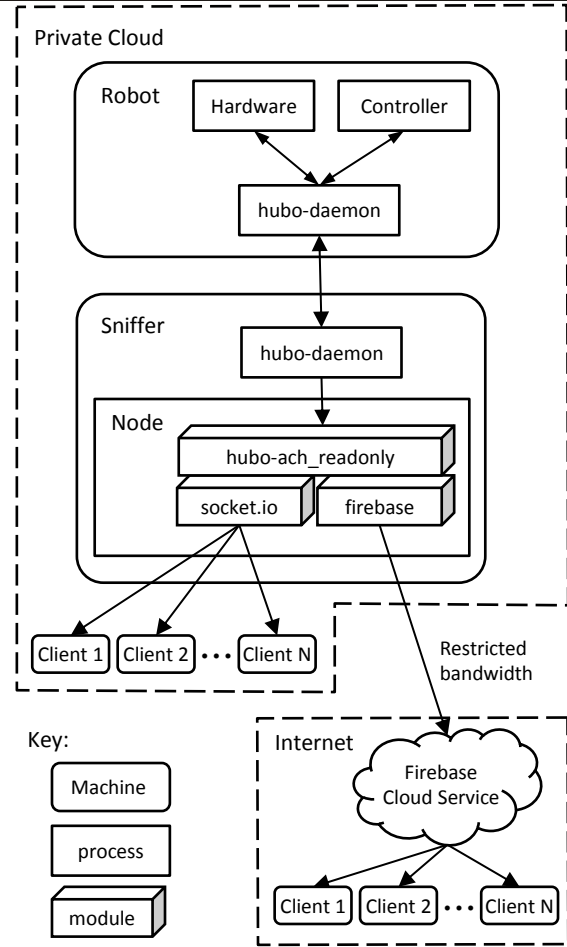 Private Cloud
Robot
Hardware
Controller
hubo-daemon
Sniffer
hubo-daemon
Node
hubo-ach_readonly
socket.io
firebase
Client 1
Client 2
Client N
Restricted
bandwidth
Key:
Machine
process
module
Internet
Firebase
Cloud Service
Client 1
Client 2
Client N